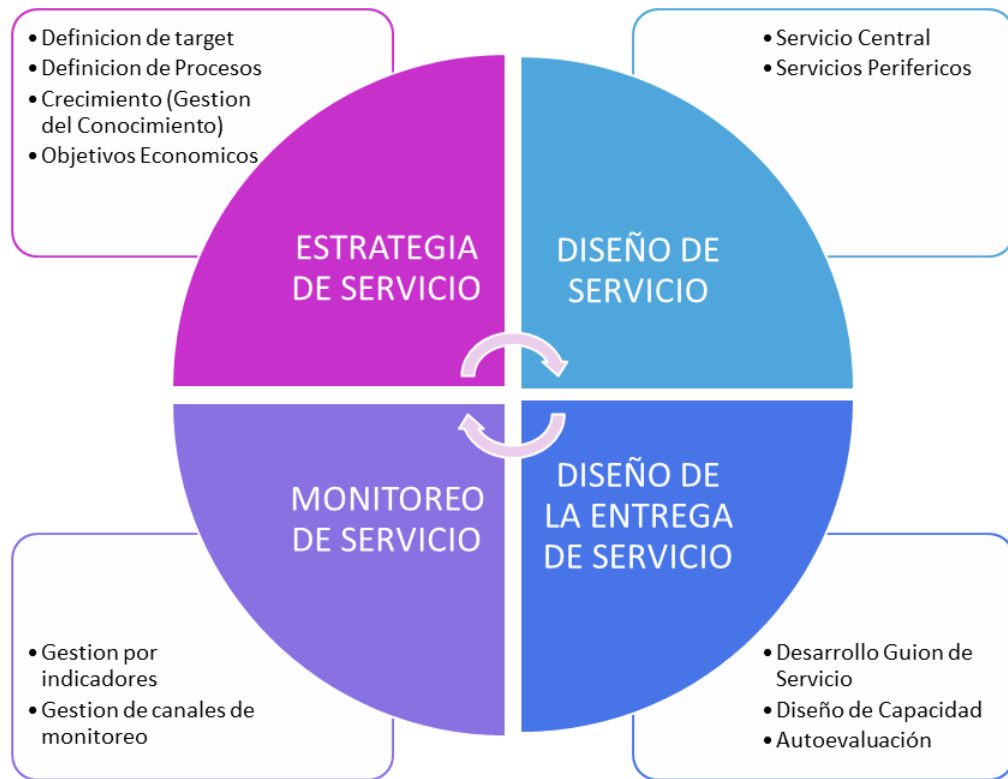 • Definicion de target
• Definicion de Procesos
• Crecimiento (Gestion
del Conocimiento)
• Objetivos Economicos
• Servicio Central
• Servicios Perifericos
ESTRATEGIA
DE SERVICIO
DISEÑO DE
SERVICIO
MONITOREO
DE SERVICIO
DISEÑO DE
LA ENTREGA
DE SERVICIO
• Gestion por
indicadores
• Gestion de canales de
monitoreo
• Desarrollo Guion de
Servicio
• Diseño de Capacidad
• Autoevaluación